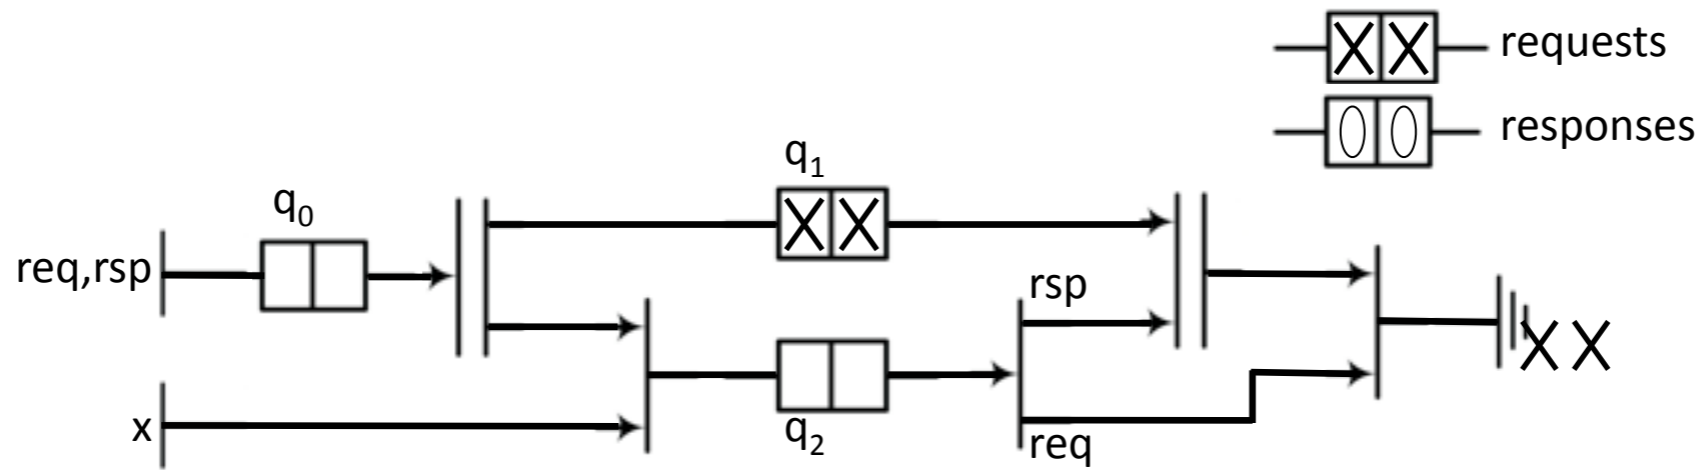 requests
responses
q1
q0
req,rsp
rsp
x
q2
req